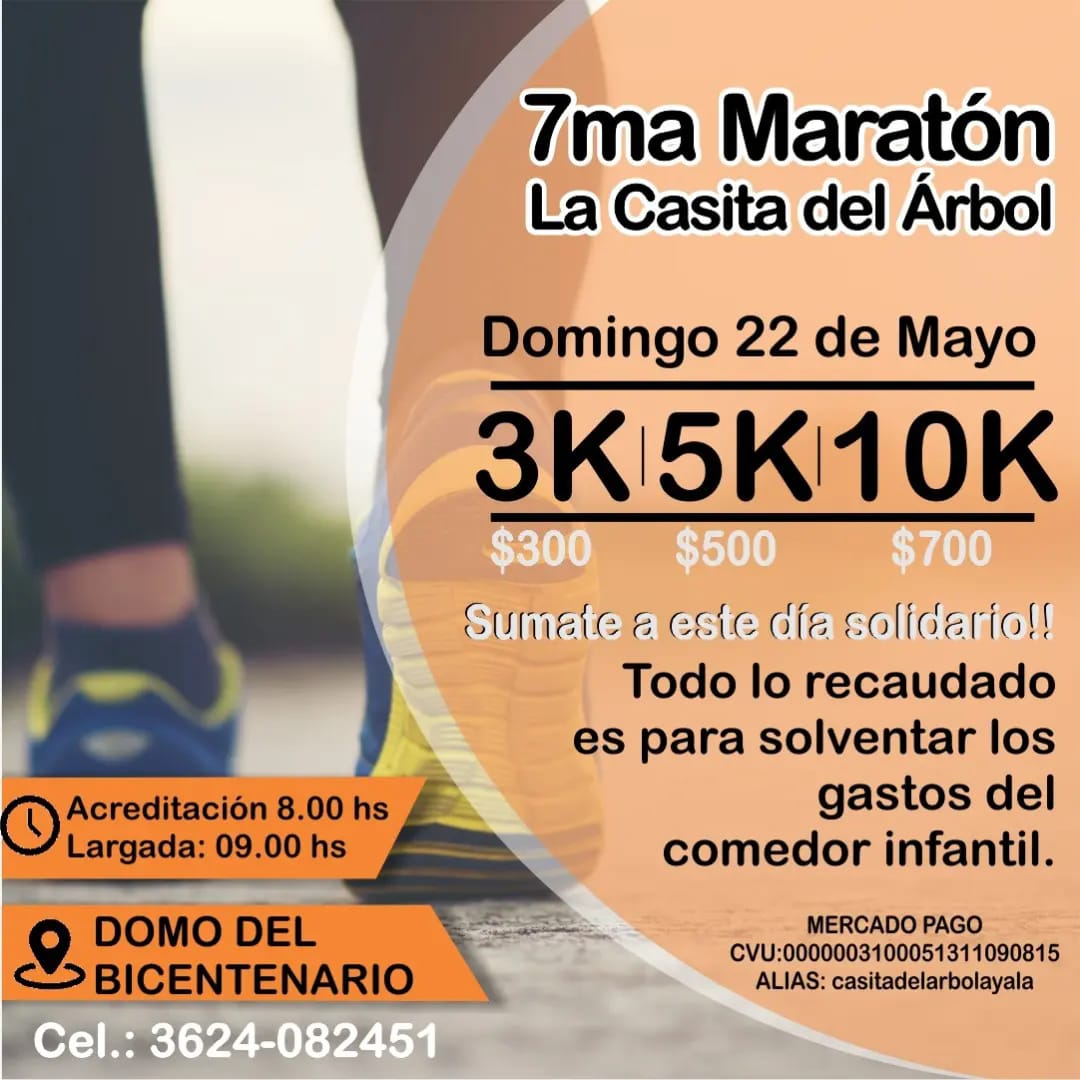 7ma Maratón
La Casita del Árbol
Domingo 22 de Mayo
3K 5K 10K
$300 $500 $700
Sumate a este día solidario!!
Todo lo recaudado
es para solventar los
gastos del
comedor infantil.
Acreditación 8.00 hs
Largada: 09.00 hs
DOMO DEL
BICENTENARIO
Cel.: 3624-082451
MERCADO PAGO
CVU:0000003100051311090815
ALIAS: casitadelarbolayala